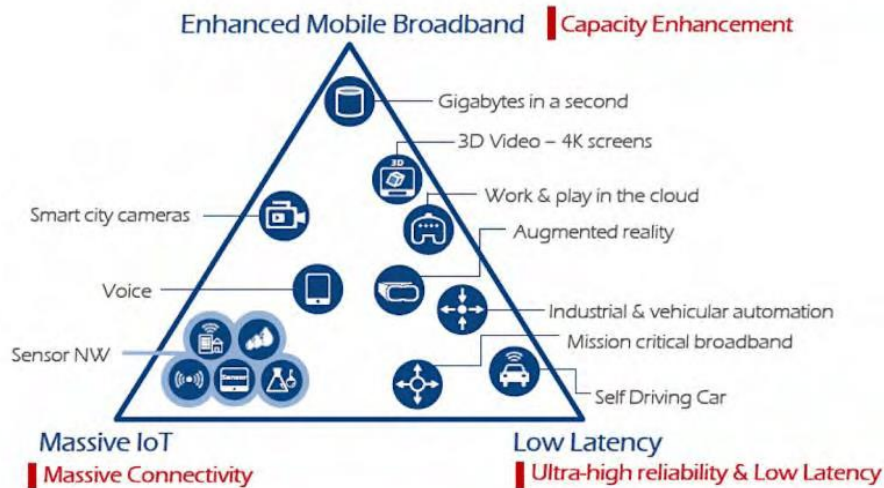 Enhanced Mobile Broadband
Capacity Enhancement
Gigabytes in a second
3D Video – 4K screens
3D
Work & play in the cloud
Smart city cameras
Augmented reality
Voice
Industrial & vehicular automation
Mission critical broadband
Sensor NW
Sensor
Self Driving Car
Massive IoT
Low Latency
Massive Connectivity
Ultra-high reliability & Low Latency